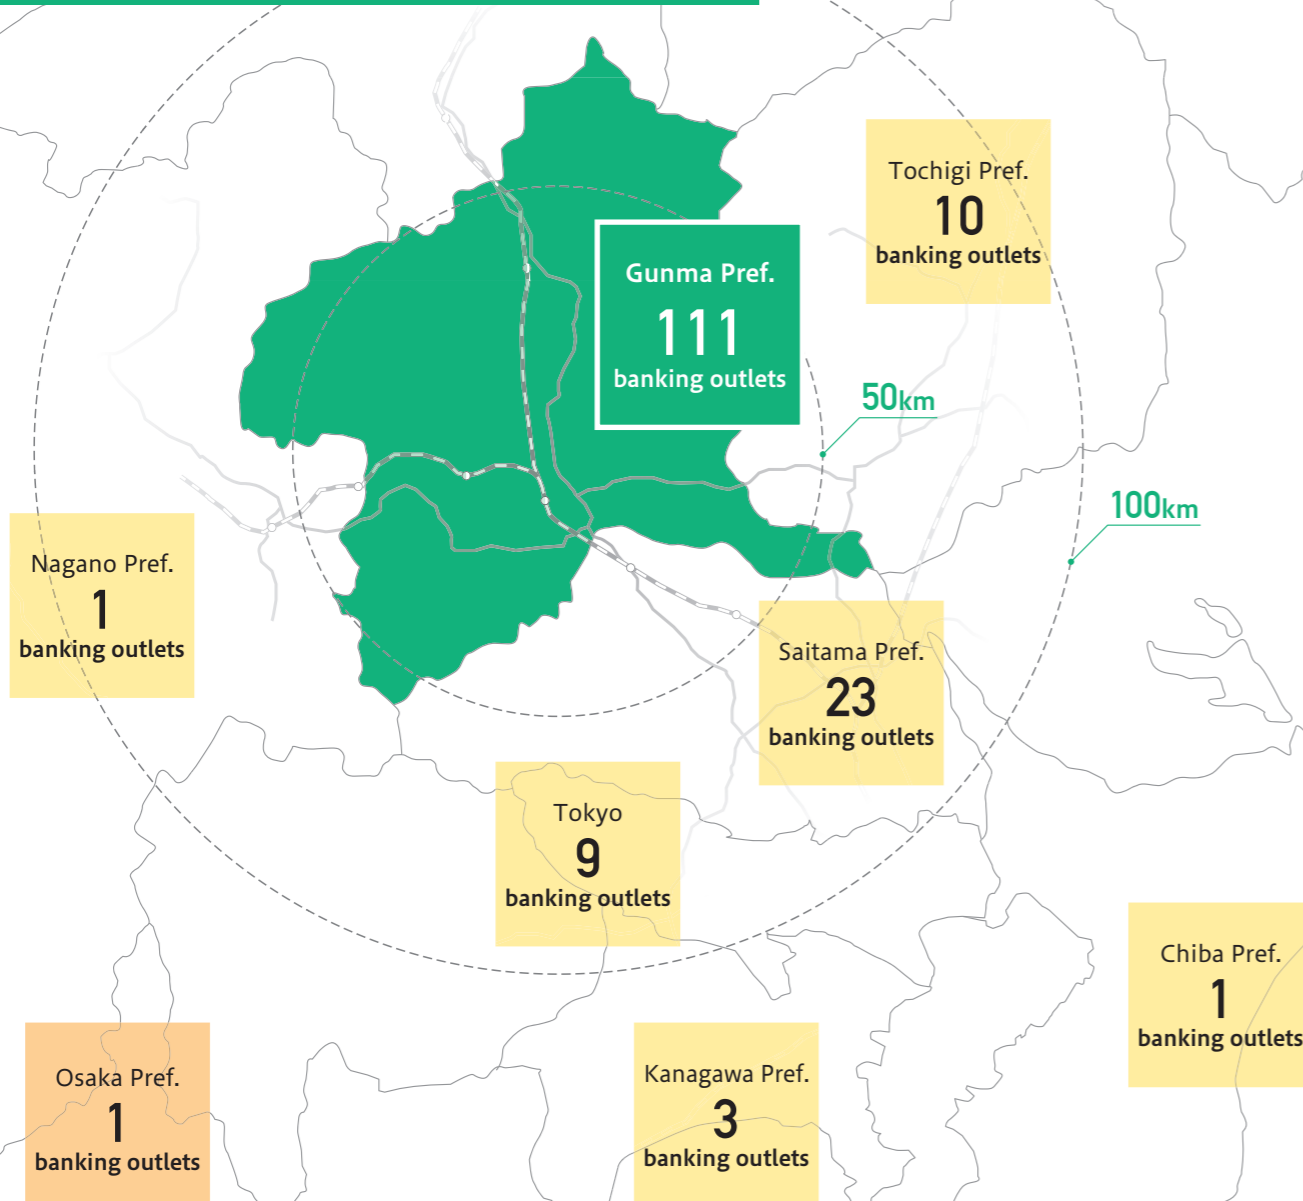 Tochigi Pref.
10
banking outlets
Gunma Pref.
111
banking outlets
50km
100km
Nagano Pref.
1
banking outlets
Saitama Pref.
23
banking outlets
Tokyo
9
banking outlets
Chiba Pref.
1
banking outlets
Osaka Pref.
1
banking outlets
Kanagawa Pref.
3
banking outlets